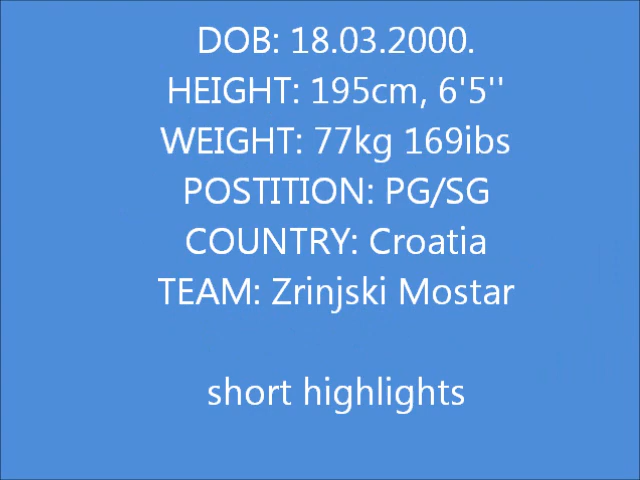 DOB: 18.03.2000.
HEIGHT: 195cm, 6'5''
WEIGHT: 77kg 169ibs
POSTITION: PG/SG
COUNTRY: Croatia
TEAM: Zrinjski Mostar
short highlights